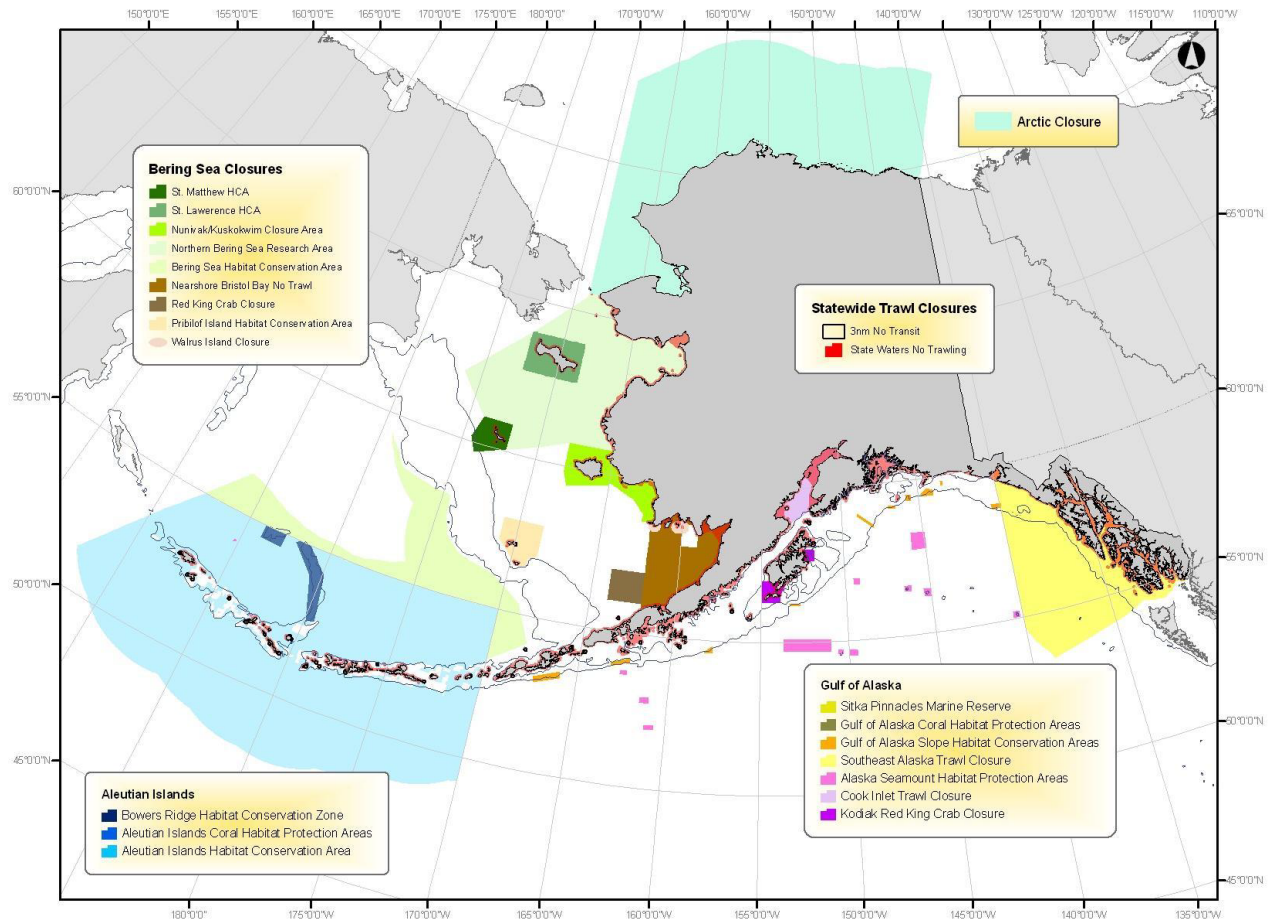 150°0'0"E 155°0'0"E 160°0'0"E 165°0'0"E 170°0'0"E 175°0'0"E 180°0'0" 170°0'0"W 160°0'0"W 150°0'0"W 140°0'0"W 130°0'0"W 125°0'0"W 120°0'0"W 115°0'0"W 110°0'0"W
Arctic Closure
Bering Sea Closures
St. Matthew HCA
St. Lawerence HCA
Nunivak/Kuskokwim Closure Area
Northern Bering Sea Research Area
Bering Sea Habitat Conservation Area
Nearshore Bristol Bay No Trawl
Red King Crab Closure
Pribilof Island Habitat Conservation Area
Walrus Island Closure
60°0'0"N
65°0'0"N
Statewide Trawl Closures
3nm No Transit
State Waters No Trawling
55°0'0"N
60°0'0"N
50°0'0"N
55°0'0"N
Gulf of Alaska
Sitka Pinnacles Marine Reserve
Gulf of Alaska Coral Habitat Protection Areas
Gulf of Alaska Slope Habitat Conservation Areas
Southeast Alaska Trawl Closure
Alaska Seamount Habitat Protection Areas
Cook Inlet Trawl Closure
Kodiak Red King Crab Closure
50°0'0"N
45°0'0"N
Aleutian Islands
Bowers Ridge Habitat Conservation Zone
Aleutian Islands Coral Habitat Protection Areas
Aleutian Islands Habitat Conservation Area
45°0'0"N
180°0'0" 175°0'0"W 170°0'0"W 165°0'0"W 160°0'0"W 155°0'0"W 150°0'0"W 145°0'0"W 140°0'0"W